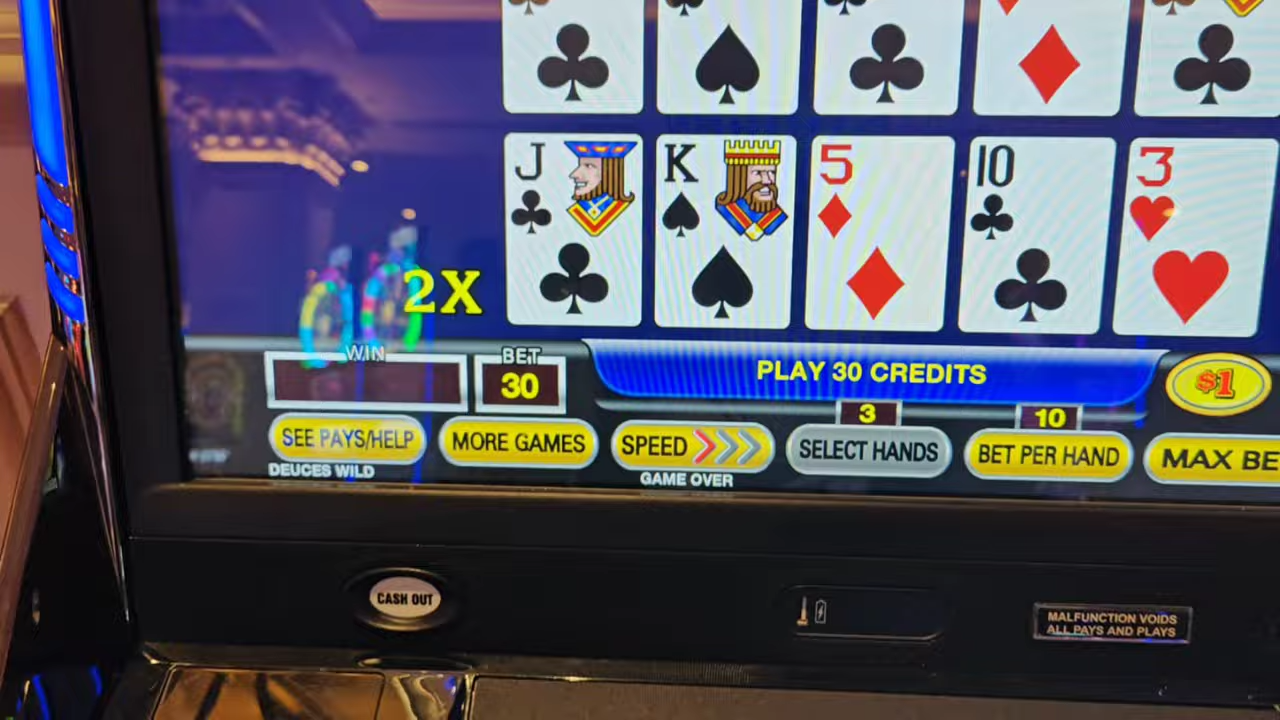 J K 5 10 3
2X
WIN BET
30
PLAY 30 CREDITS
$1
3 10
SEE PAYS/HELP MORE GAMES SPEED SELECT HANDS BET PER HAND MAX BE
DEUCES WILD GAME OVER
CASH OUT
MALFUNCTION VOIDS
ALL PAYS AND PLAYS